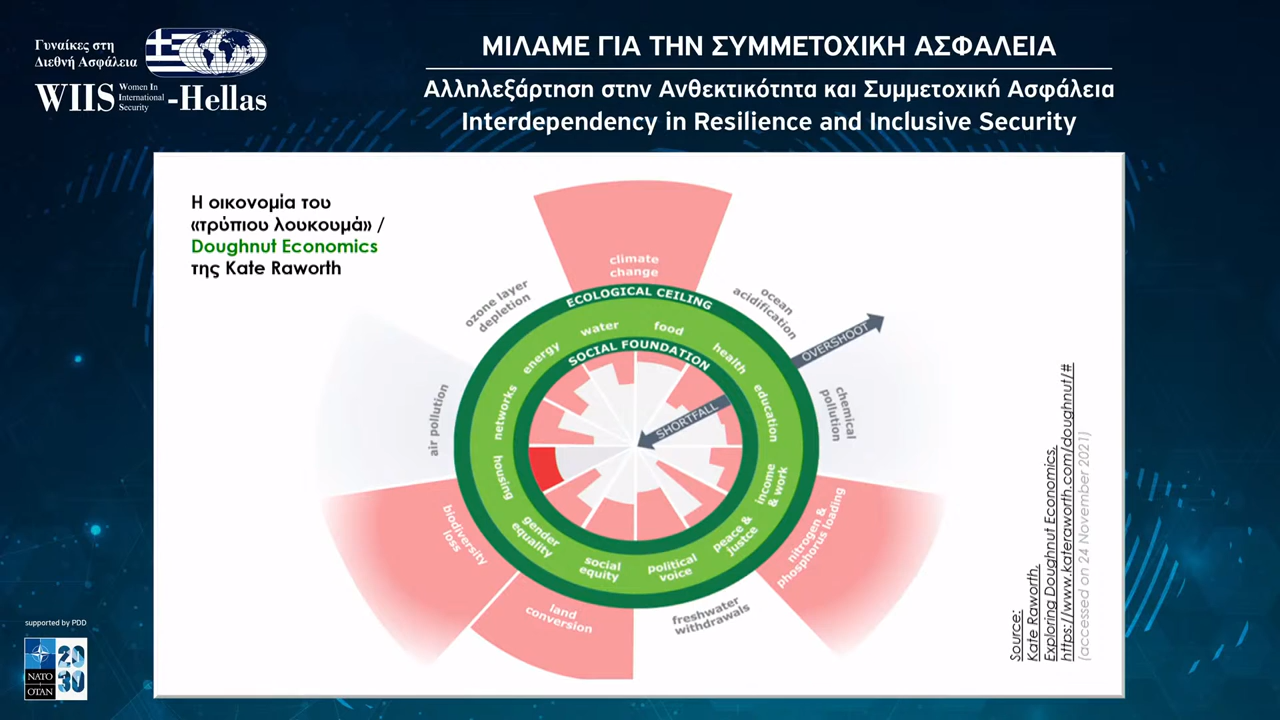 Γυναίκες στη
Διεθνή Ασφάλεια
WIIS Women In International Security -Hellas
ΜΙΛΑΜΕ ΓΙΑ ΤΗΝ ΣΥΜΜΕΤΟΧΙΚΗ ΑΣΦΑΛΕΙΑ
Αλληλεξάρτηση στην Ανθεκτικότητα και Συμμετοχική Ασφάλεια
Interdependency in Resilience and Inclusive Security
Η οικονομία του
«τρύπιου λουκουμά» /
Doughnut Economics
της Kate Raworth
climate
change
ozone layer
depletion
ocean
acidification
ECOLOGICAL CEILING
OVERSHOOT
water
food
energy
health
SOCIAL FOUNDATION
networks
education
SHORTFALL
air pollution
chemical
pollution
housing
income
& work
gender
equality
peace &
justce
social
equity
political
voice
biodiversity
loss
nitrogen &
phosphorus loading
land
conversion
freshwater
withdrawals
Source:
Kate Raworth,
Exploring Doughnut Economics,
https://www.kateraworth.com/doughnut/#
(accessed on 24 November 2021)
supported by PDD
NATO
OTAN
20
30